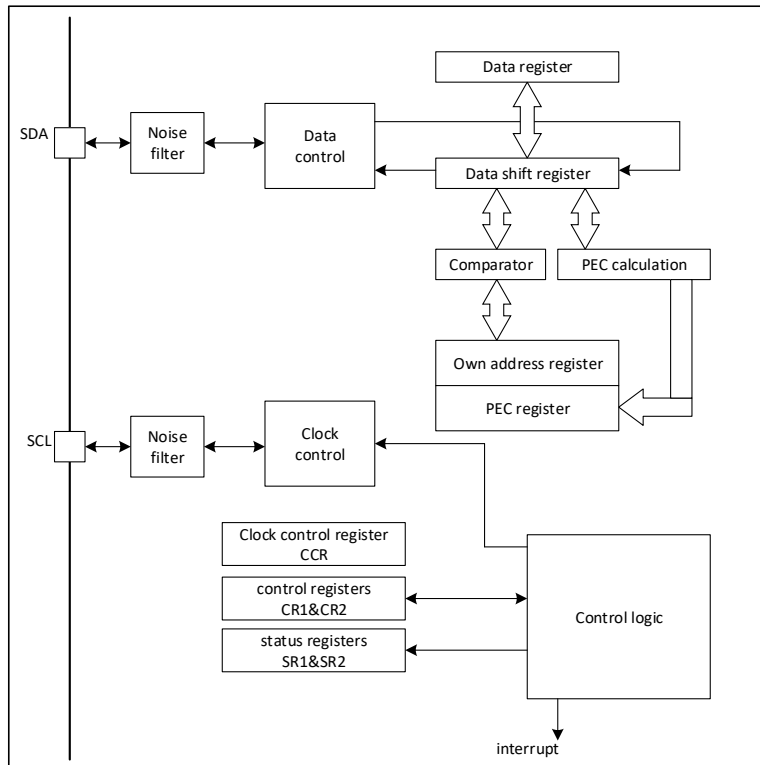 Data register
SDA
Noise
filter
Data
control
Data shift register
Comparator
PEC calculation
Own address register
PEC register
SCL
Noise
filter
Clock
control
Clock control register
CCR
control registers
CR1&CR2
Control logic
status registers
SR1&SR2
interrupt